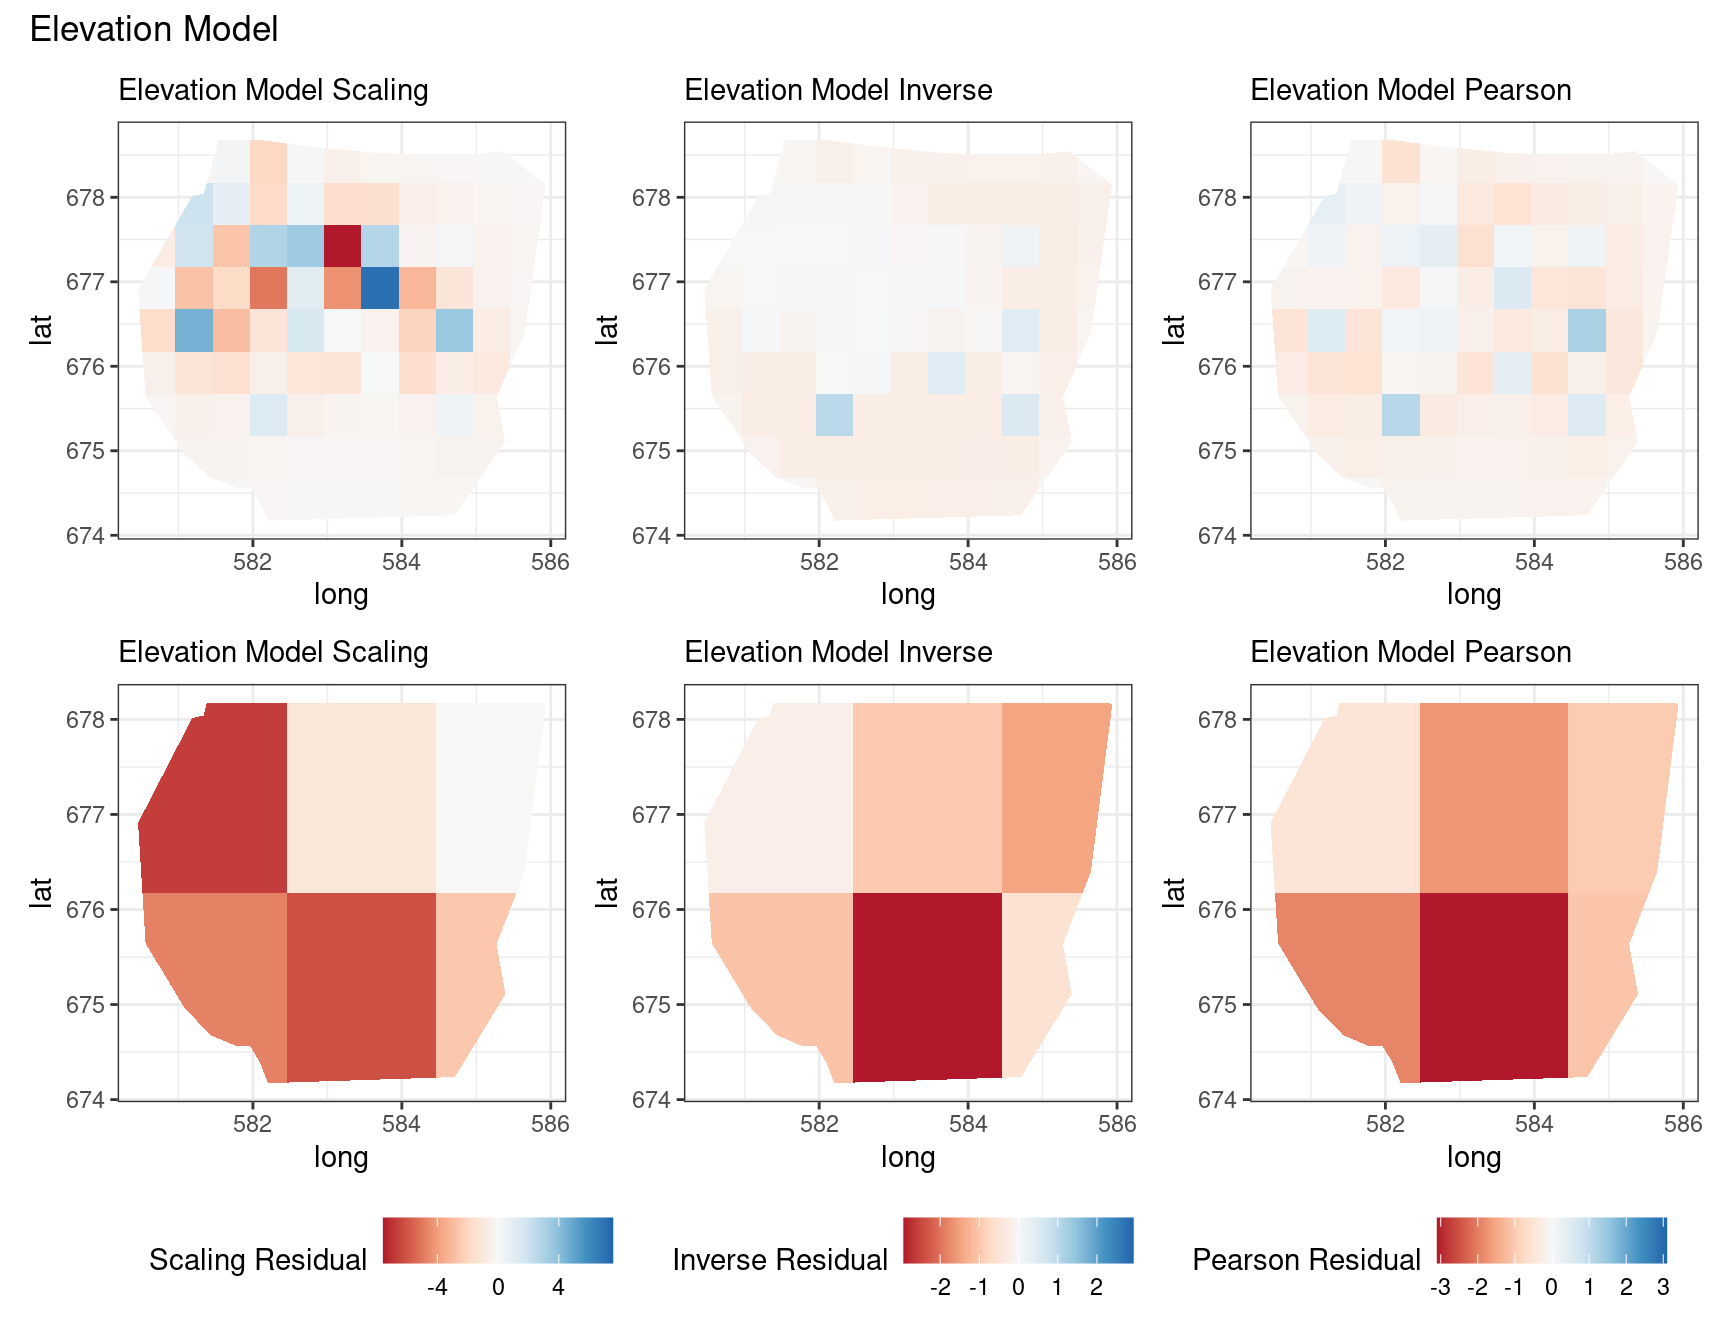 Elevation Model
Elevation Model Scaling
Elevation Model Inverse
Elevation Model Pearson
678
677
676
675
674
lat
582
584
586
long
678
677
676
675
674
lat
582
584
586
long
678
677
676
675
674
lat
582
584
586
long
Elevation Model Scaling
Elevation Model Inverse
Elevation Model Pearson
678
677
676
675
674
lat
582
584
586
long
678
677
676
675
674
lat
582
584
586
long
678
677
676
675
674
lat
582
584
586
long
Scaling Residual
-4
0
4
Inverse Residual
-2
-1
0
1
2
Pearson Residual
-3
-2
-1
0
1
2
3